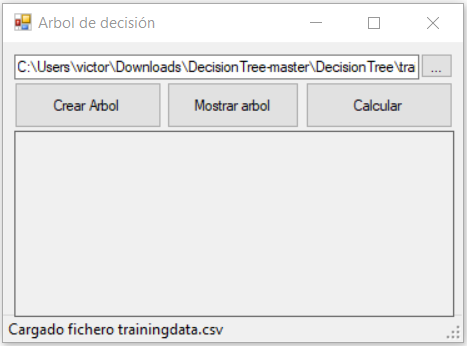 Arbol de decisión
C:\Users\victor\Downloads\DecisionTree-master\DecisionTree\tra
...
Crear Arbol
Mostrar arbol
Calcular
Cargado fichero trainingdata.csv